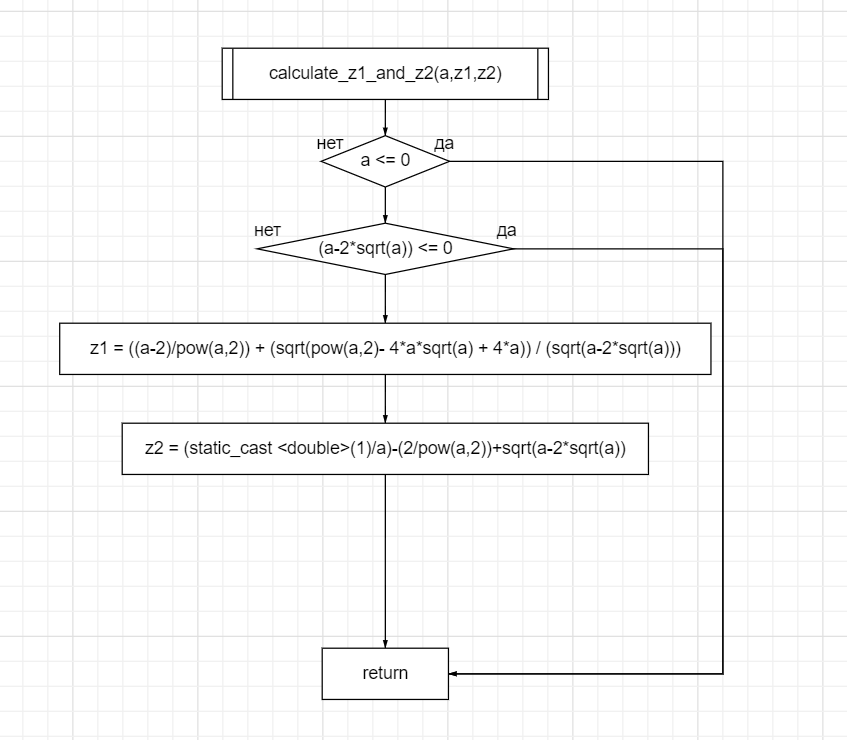 calculate_z1_and_z2(a,z1,z2)
нет
да
a <= 0
нет
да
(a-2*sqrt(a)) <= 0
z1 = ((a-2)/pow(a,2)) + (sqrt(pow(a,2)- 4*a*sqrt(a) + 4*a)) / (sqrt(a-2*sqrt(a)))
z2 = (static_cast <double>(1)/a)-(2/pow(a,2))+sqrt(a-2*sqrt(a))
return